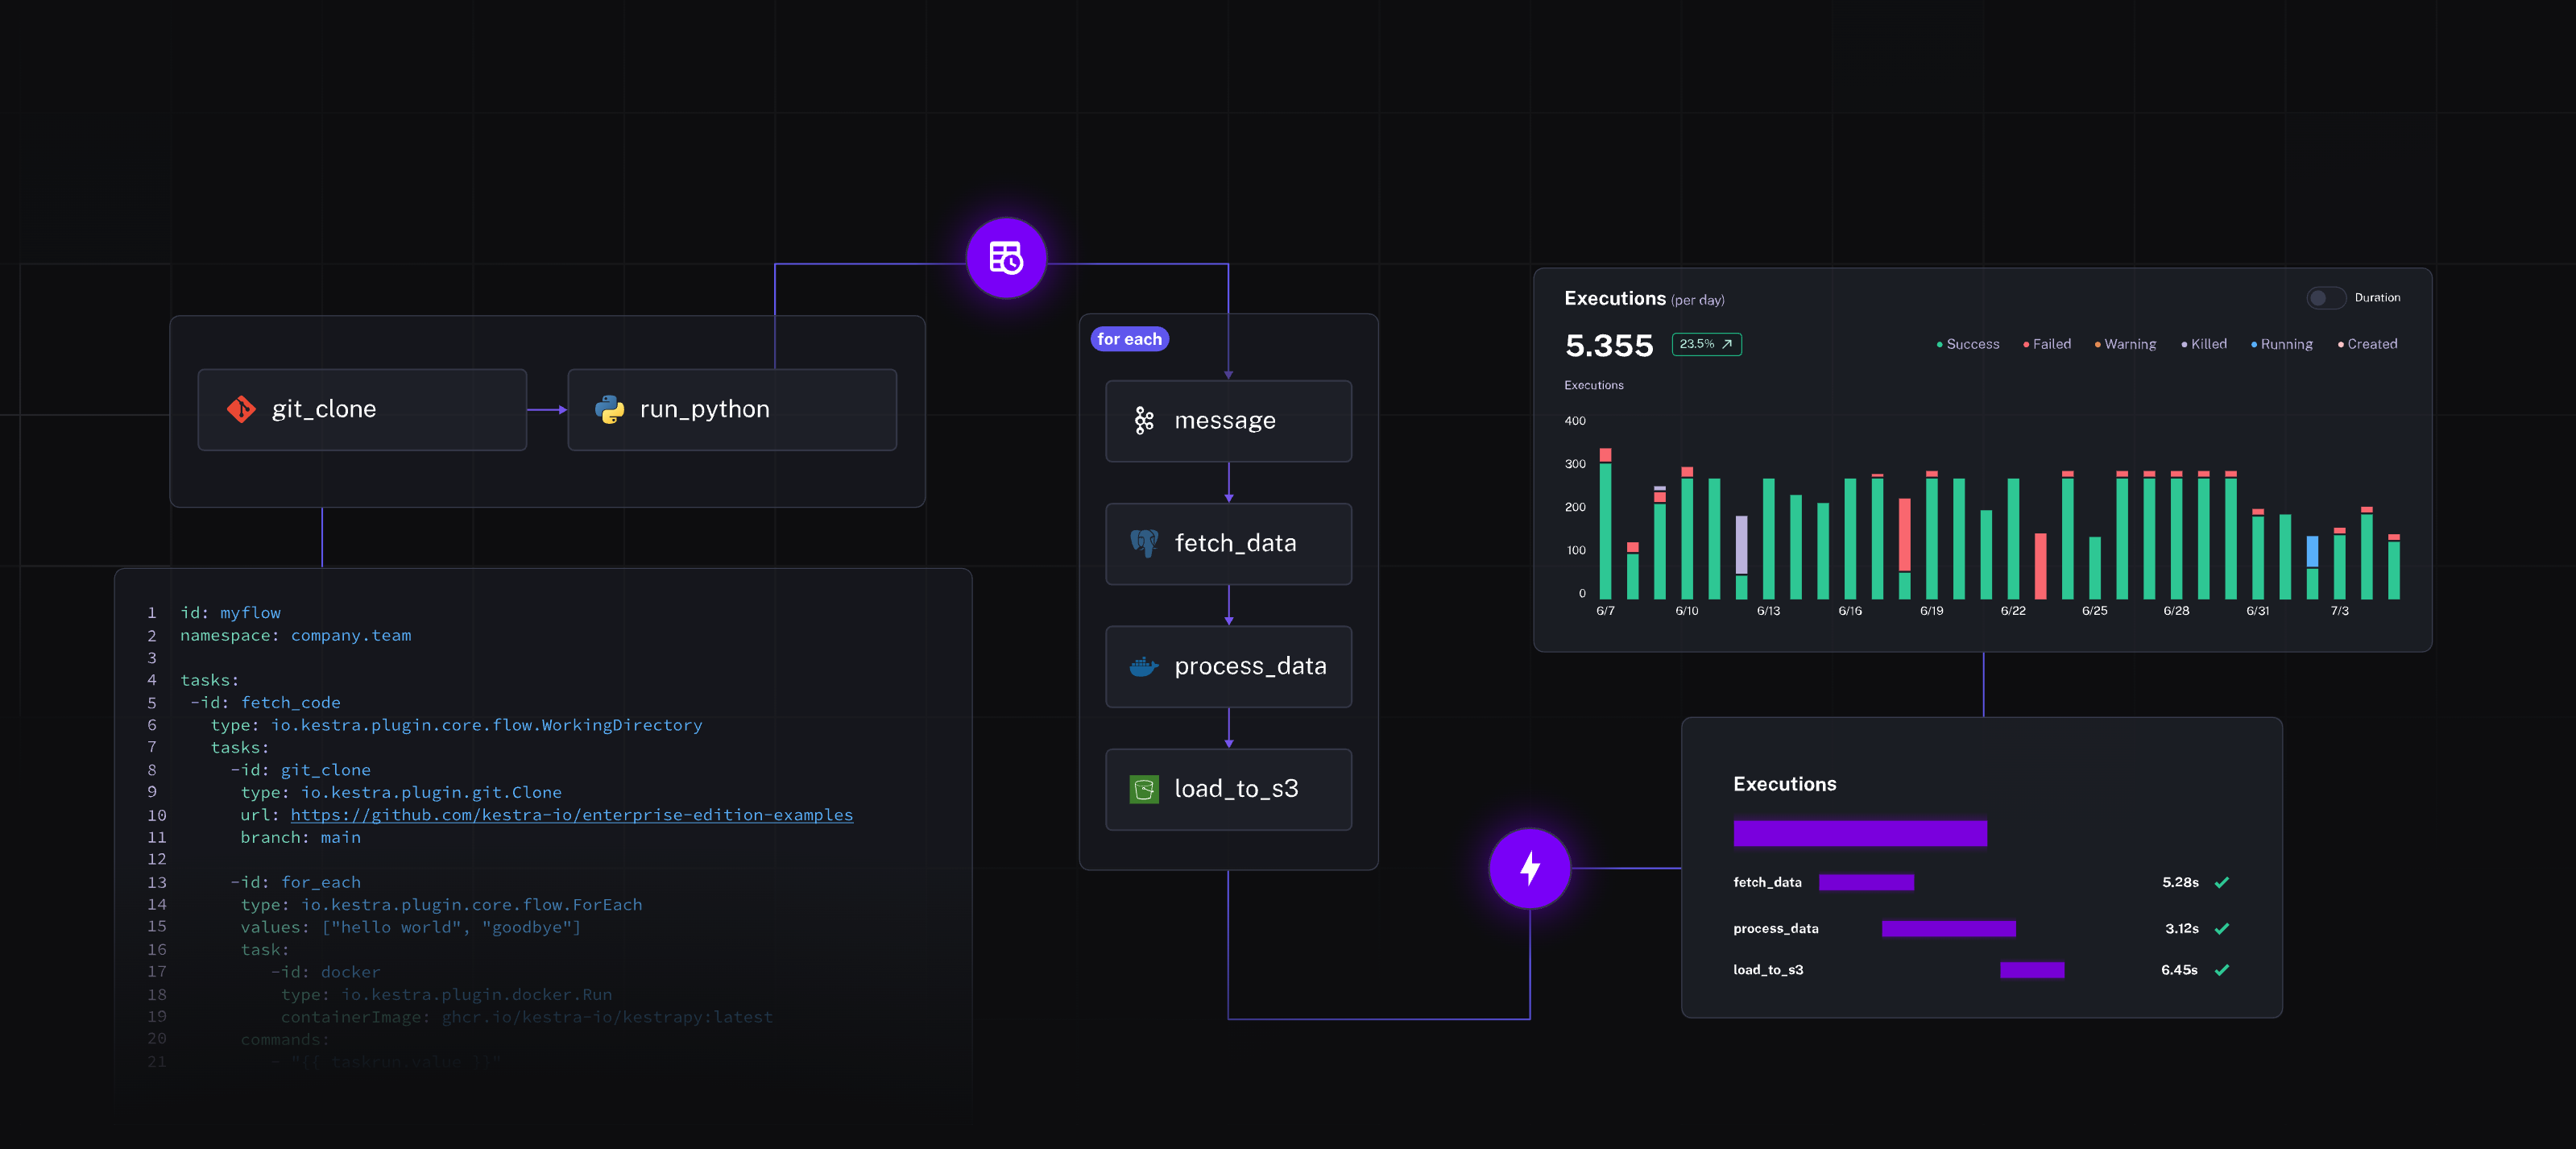 git_clone
run_python
1 id: myflow
2 namespace: company.team
3
4 tasks:
5 -id: fetch_code
6 type: io.kestra.plugin.core.flow.WorkingDirectory
7 tasks:
8 -id: git_clone
9 type: io.kestra.plugin.git.Clone
10 url: https://github.com/kestra-io/enterprise-edition-examples
11 branch: main
12
13 -id: for_each
14 type: io.kestra.plugin.core.flow.ForEach
15 values: ["hello world", "goodbye"]
16 task:
17 -id: docker
18 type: io.kestra.plugin.docker.Run
19 containerImage: ghcr.io/kestra-io/kestrapy:latest
20 commands:
21 - "{{ taskrun.value }}"
for each
message
fetch_data
process_data
load_to_s3
Executions (per day)
Duration
5.355 23.5%
Success Failed Warning Killed Running Created
Executions
400
300
200
100
0
6/7 6/10 6/13 6/16 6/19 6/22 6/25 6/28 6/31 7/3
Executions
fetch_data 5.28s
process_data 3.12s
load_to_s3 6.45s